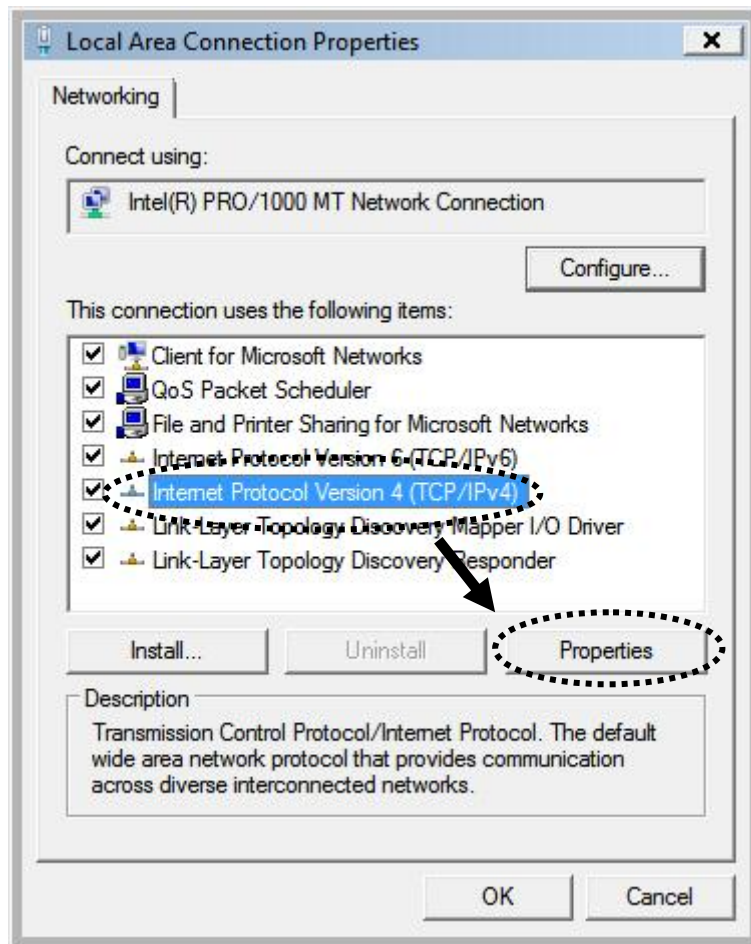 Local Area Connection Properties
Networking
Connect using:
Intel(R) PRO/1000 MT Network Connection
Configure...
This connection uses the following items:
Client for Microsoft Networks
QoS Packet Scheduler
File and Printer Sharing for Microsoft Networks
Internet Protocol Version 6 (TCP/IPv6)
Internet Protocol Version 4 (TCP/IPv4)
Link-Layer Topology Discovery Mapper I/O Driver
Link-Layer Topology Discovery Responder
Install... Uninstall Properties
Description
Transmission Control Protocol/Internet Protocol. The default
wide area network protocol that provides communication
across diverse interconnected networks.
OK Cancel